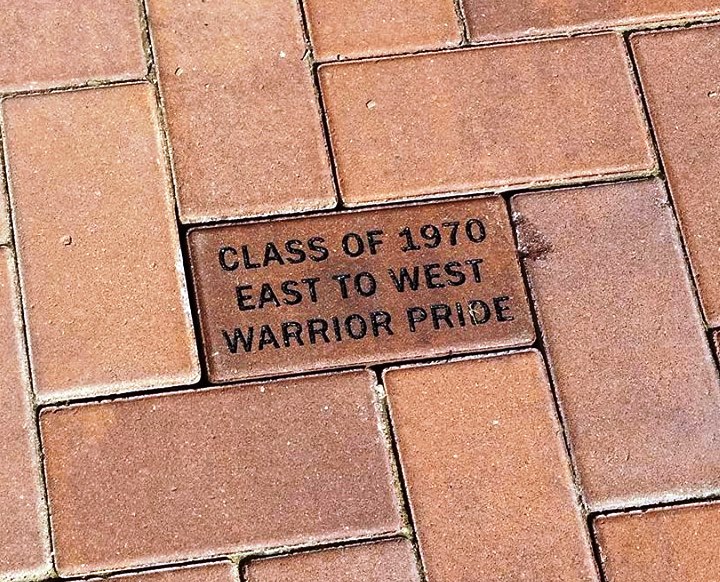 CLASS OF 1970
EAST TO WEST
WARRIOR PRIDE